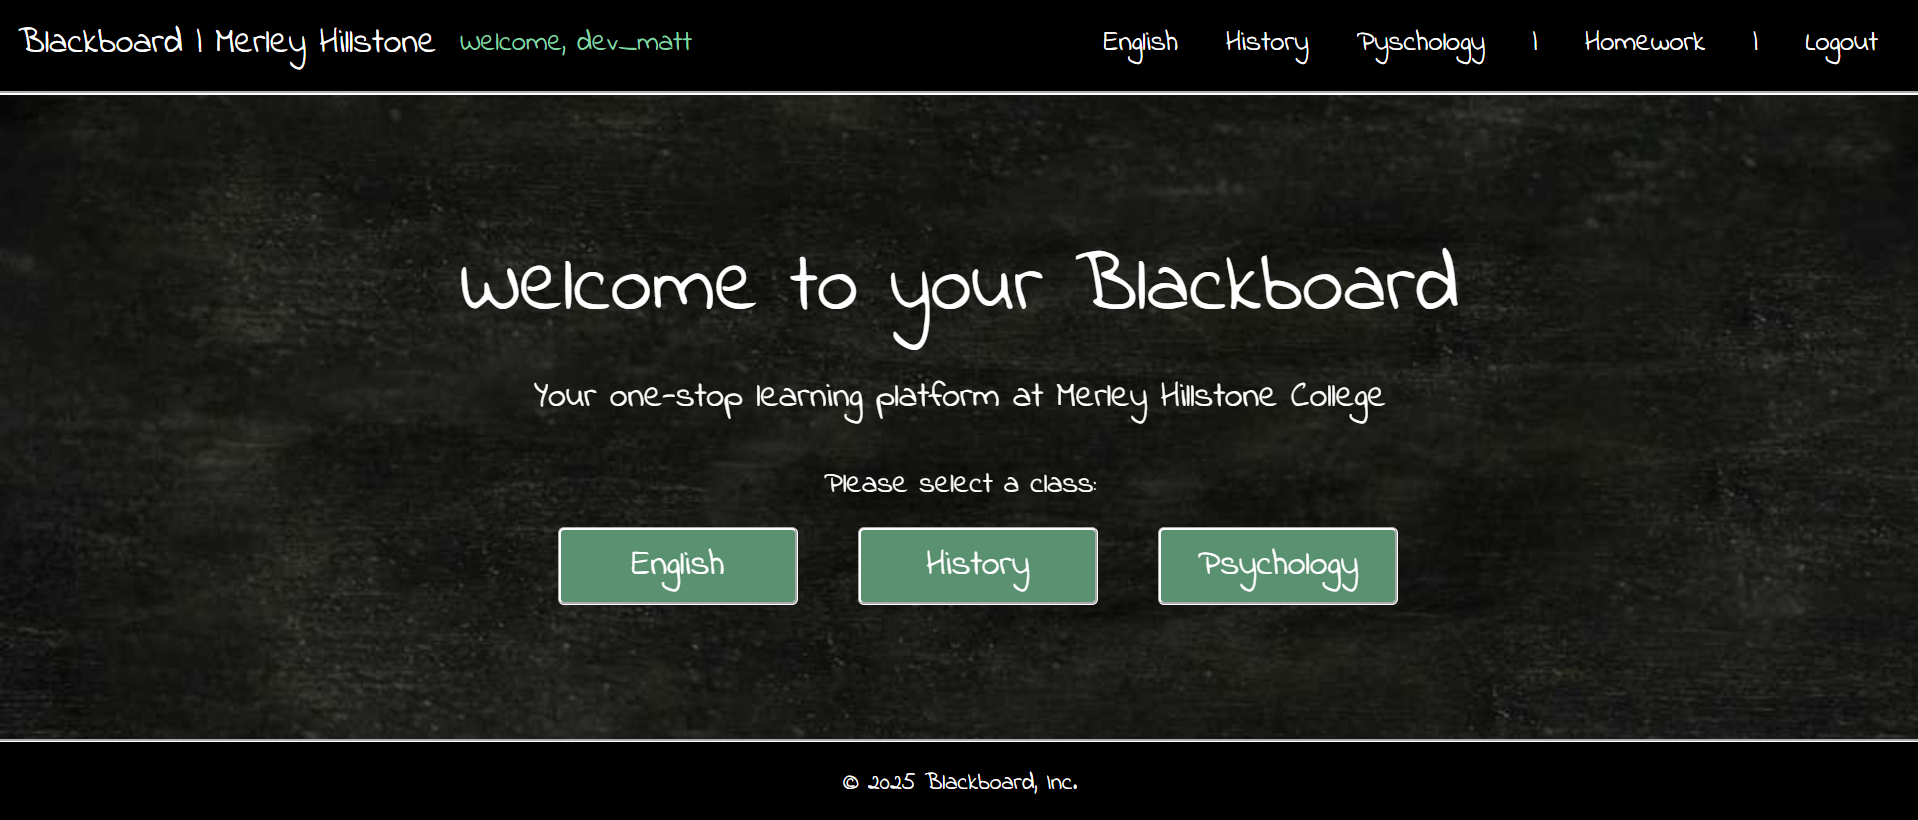 Blackboard | Merley Hillstone Welcome, dev_matt English History Pyschology | Homework | Logout
Welcome to your Blackboard
Your one-stop learning platform at Merley Hillstone College
Please select a class:
English History Psychology
© 2025 Blackboard, Inc.